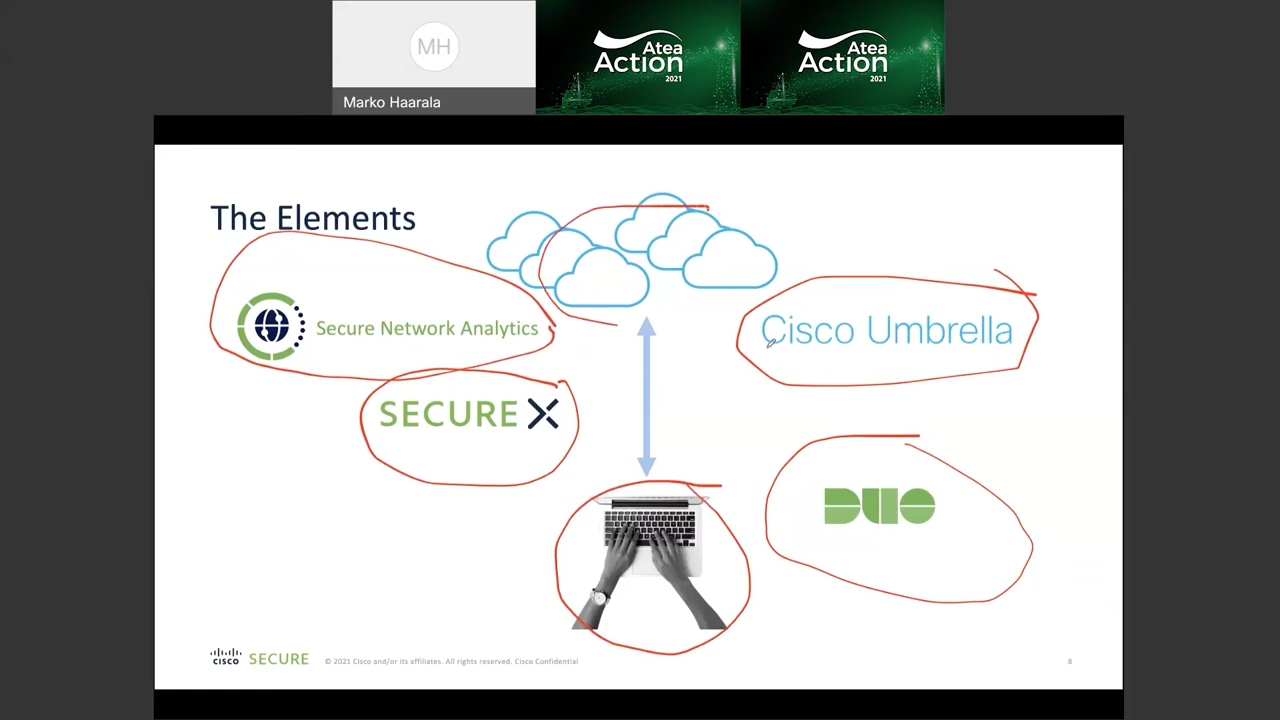 MH
Marko Haarala
Atea
Action
2021
Atea
Action
2021
The Elements
Secure Network Analytics
Cisco Umbrella
SECURE X
DUO
CISCO SECURE © 2021 Cisco and/or its affiliates. All rights reserved. Cisco Confidential
8